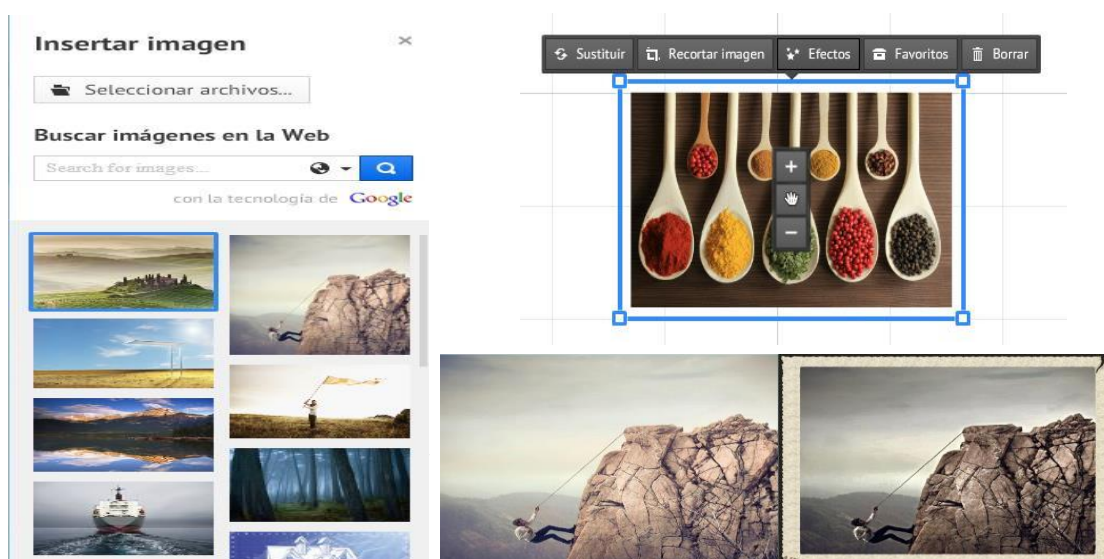 Insertar imagen ×
Seleccionar archivos...
Buscar imágenes en la Web
Search for images...
con la tecnología de Google
Sustituir Recortar imagen Efectos Favoritos Borrar